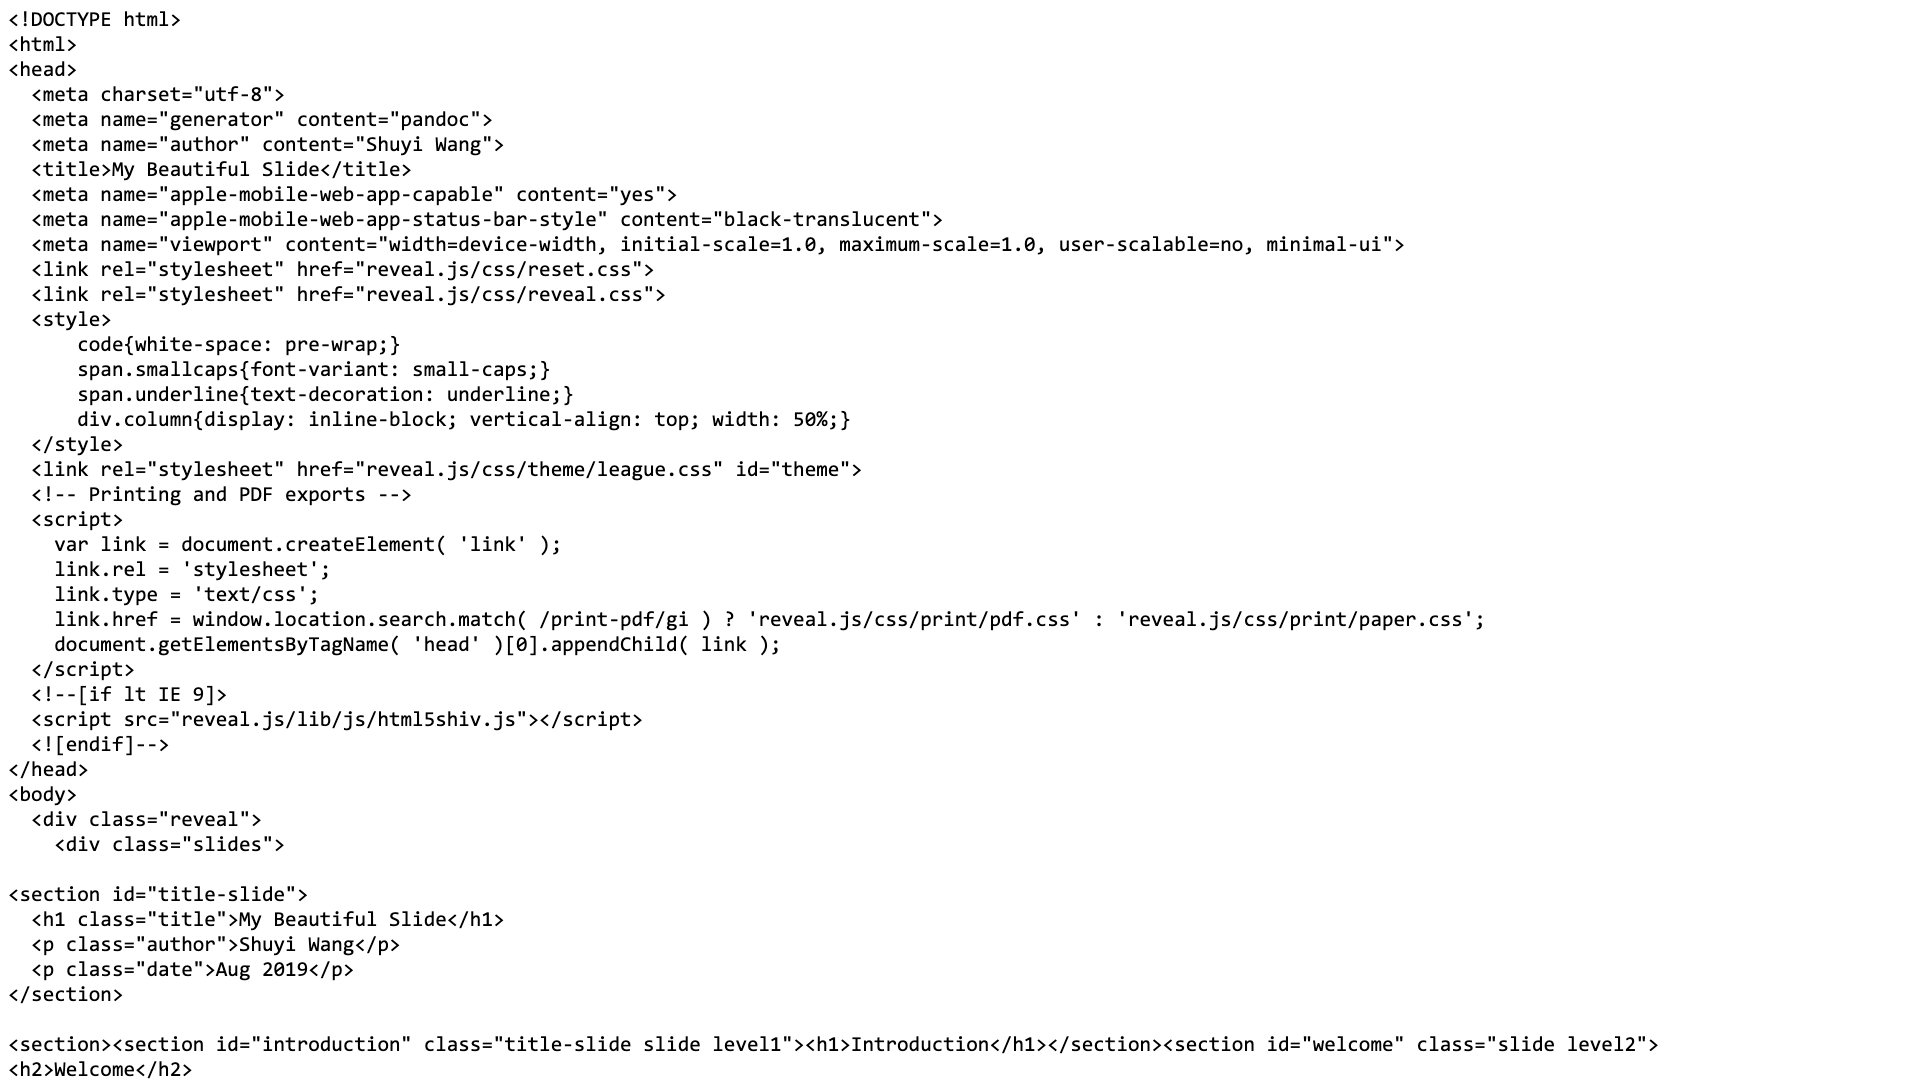 <!DOCTYPE html>
<html>
<head>
  <meta charset="utf-8">
  <meta name="generator" content="pandoc">
  <meta name="author" content="Shuyi Wang">
  <title>My Beautiful Slide</title>
  <meta name="apple-mobile-web-app-capable" content="yes">
  <meta name="apple-mobile-web-app-status-bar-style" content="black-translucent">
  <meta name="viewport" content="width=device-width, initial-scale=1.0, maximum-scale=1.0, user-scalable=no, minimal-ui">
  <link rel="stylesheet" href="reveal.js/css/reset.css">
  <link rel="stylesheet" href="reveal.js/css/reveal.css">
  <style>
      code{white-space: pre-wrap;}
      span.smallcaps{font-variant: small-caps;}
      span.underline{text-decoration: underline;}
      div.column{display: inline-block; vertical-align: top; width: 50%;}
  </style>
  <link rel="stylesheet" href="reveal.js/css/theme/league.css" id="theme">
  <!-- Printing and PDF exports -->
  <script>
    var link = document.createElement( 'link' );
    link.rel = 'stylesheet';
    link.type = 'text/css';
    link.href = window.location.search.match( /print-pdf/gi ) ? 'reveal.js/css/print/pdf.css' : 'reveal.js/css/print/paper.css';
    document.getElementsByTagName( 'head' )[0].appendChild( link );
  </script>
  <!--[if lt IE 9]>
  <script src="reveal.js/lib/js/html5shiv.js"></script>
  <![endif]-->
</head>
<body>
  <div class="reveal">
    <div class="slides">

<section id="title-slide">
  <h1 class="title">My Beautiful Slide</h1>
  <p class="author">Shuyi Wang</p>
  <p class="date">Aug 2019</p>
</section>

<section><section id="introduction" class="title-slide slide level1"><h1>Introduction</h1></section><section id="welcome" class="slide level2">
<h2>Welcome</h2>